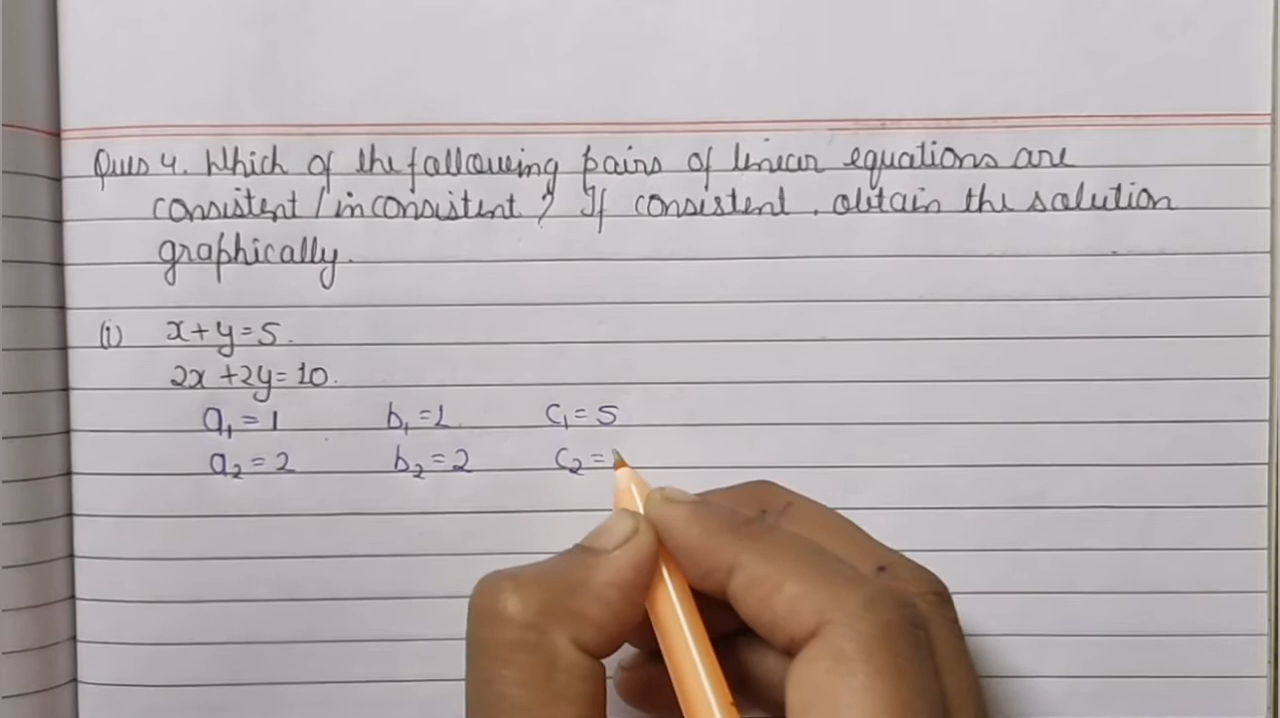 Ques 4. Which of the following pairs of linear equations are
consistent / inconsistent ? If consistent, obtain the solution
graphically.
(i) x+y=5.
2x+2y=10.
a₁=1 b₁=1 c₁=5
a₂=2 b₂=2 c₂=